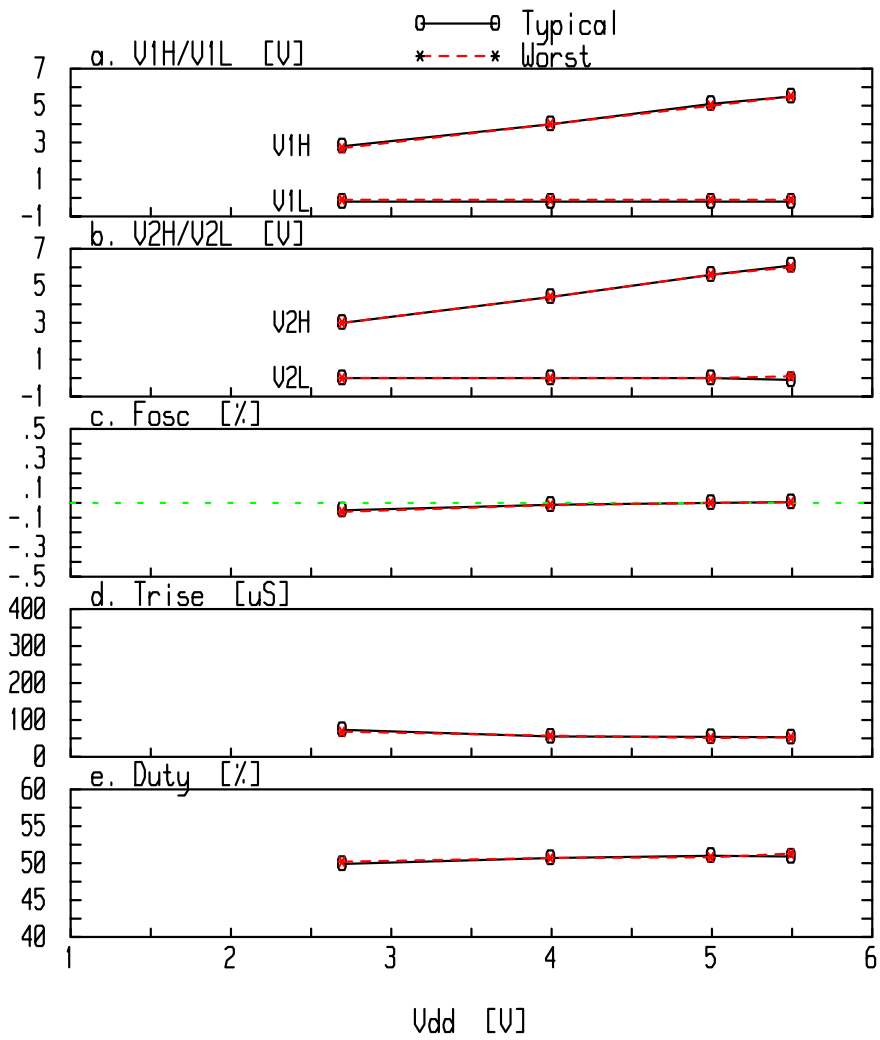 Typical
Worst
a. V1H/V1L [V]
7
5
3
1
-1
V1H
V1L
b. V2H/V2L [V]
7
5
3
1
-1
V2H
V2L
c. Fosc [%]
.5
.3
.1
-.1
-.3
-.5
d. Trise [uS]
400
300
200
100
0
e. Duty [%]
60
55
50
45
40
1 2 3 4 5 6
Vdd [V]